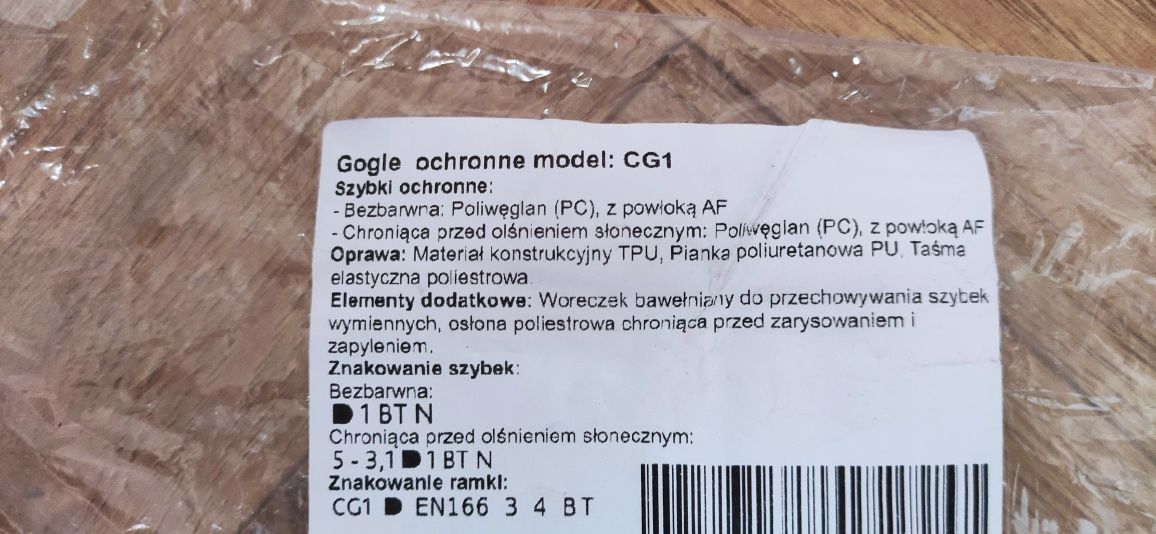 Gogle ochronne model: CG1
Szybki ochronne:
- Bezbarwna: Poliwęglan (PC), z powłoką AF
- Chroniąca przed olśnieniem słonecznym: Poliwęglan (PC), z powłoką AF
Oprawa: Materiał konstrukcyjny TPU, Pianka poliuretanowa PU, Taśma
elastyczna poliestrowa.
Elementy dodatkowe: Woreczek bawełniany do przechowywania szybek
wymiennych, osłona poliestrowa chroniąca przed zarysowaniem i
zapyleniem.
Znakowanie szybek:
Bezbarwna:
D 1 BT N
Chroniąca przed olśnieniem słonecznym:
5 - 3,1 D 1 BT N
Znakowanie ramki:
CG1 D EN166 3 4 BT